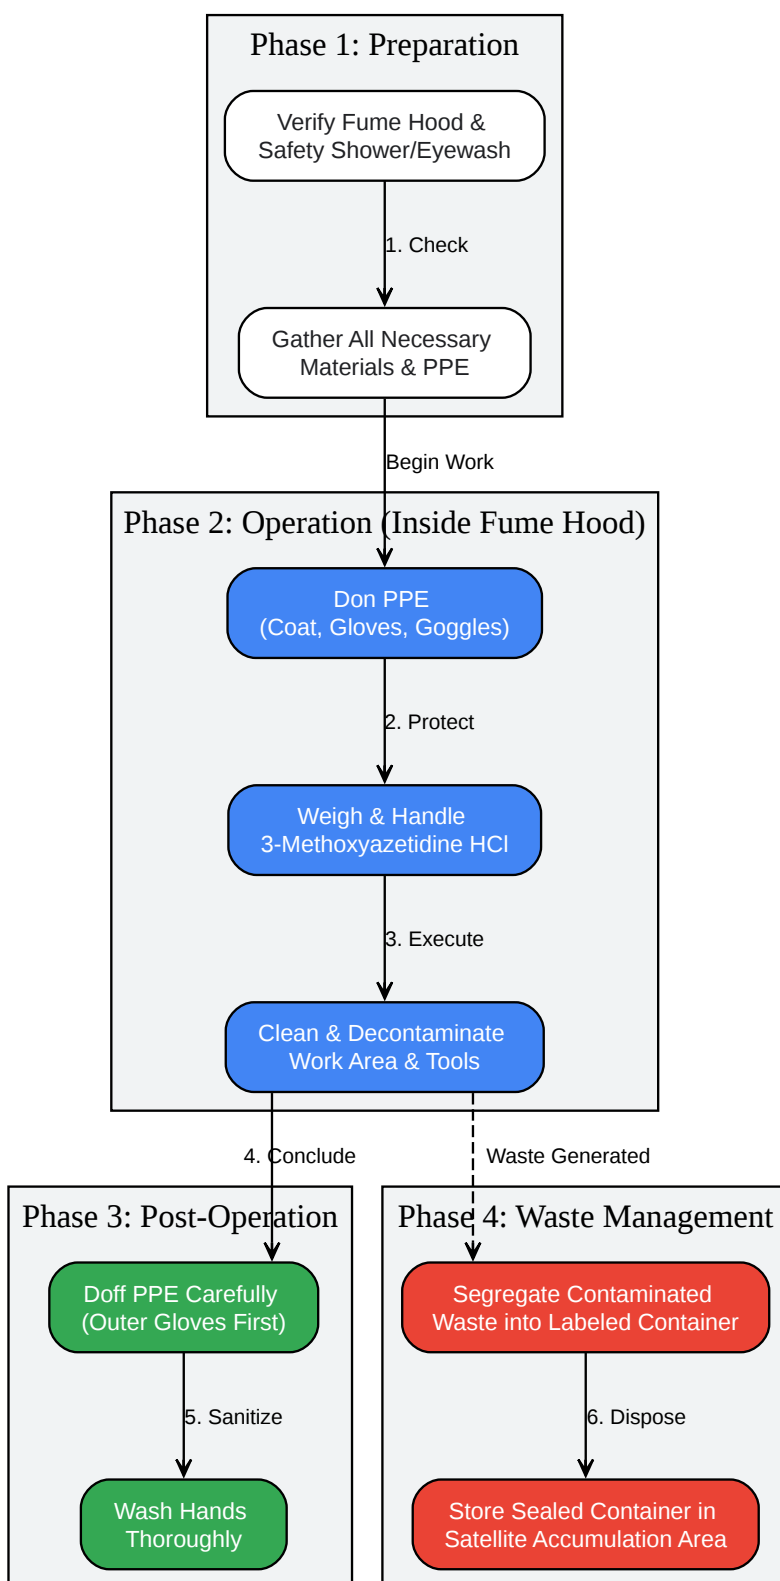 Phase 1: Preparation
Verify Fume Hood &
Safety Shower/Eyewash
1. Check
Gather All Necessary
Materials & PPE
Begin Work
Phase 2: Operation (Inside Fume Hood)
Don PPE
(Coat, Gloves, Goggles)
2. Protect
Weigh & Handle
3-Methoxyazetidine HCl
3. Execute
Clean & Decontaminate
Work Area & Tools
4. Conclude
Waste Generated
Phase 3: Post-Operation
Doff PPE Carefully
(Outer Gloves First)
5. Sanitize
Wash Hands
Thoroughly
Phase 4: Waste Management
Segregate Contaminated
Waste into Labeled Container
6. Dispose
Store Sealed Container in
Satellite Accumulation Area